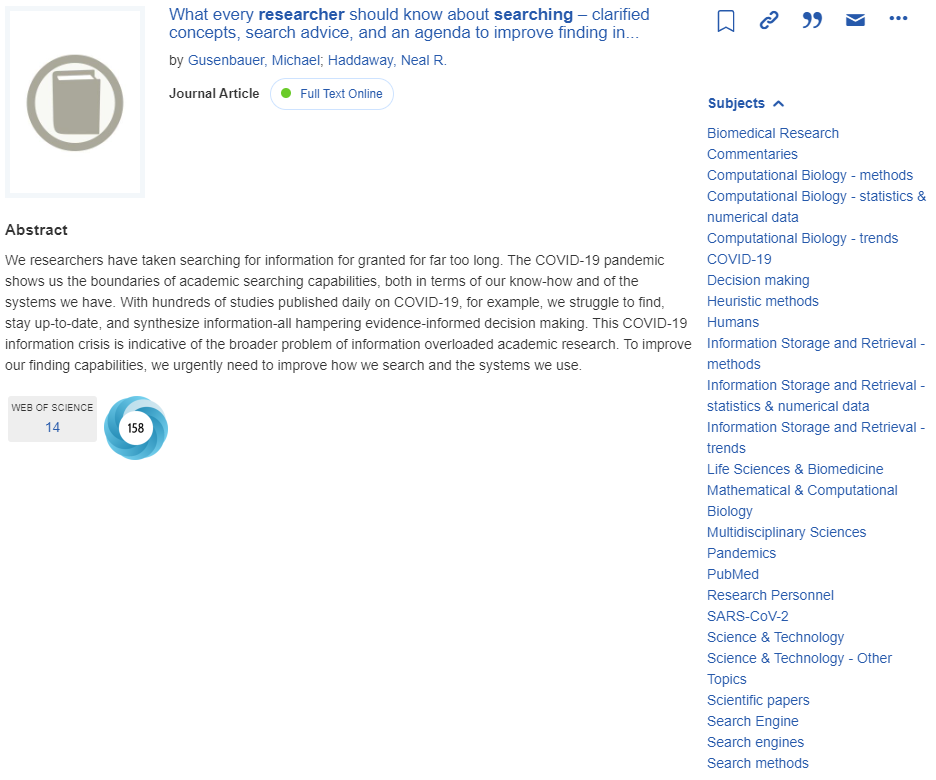 What every researcher should know about searching – clarified
concepts, search advice, and an agenda to improve finding in...
by Gusenbauer, Michael; Haddaway, Neal R.
Journal Article
Full Text Online
Abstract
We researchers have taken searching for information for granted for far too long. The COVID-19 pandemic
shows us the boundaries of academic searching capabilities, both in terms of our know-how and of the
systems we have. With hundreds of studies published daily on COVID-19, for example, we struggle to find,
stay up-to-date, and synthesize information-all hampering evidence-informed decision making. This COVID-19
information crisis is indicative of the broader problem of information overloaded academic research. To improve
our finding capabilities, we urgently need to improve how we search and the systems we use.
WEB OF SCIENCE
14
158
Subjects
Biomedical Research
Commentaries
Computational Biology - methods
Computational Biology - statistics &
numerical data
Computational Biology - trends
COVID-19
Decision making
Heuristic methods
Humans
Information Storage and Retrieval -
methods
Information Storage and Retrieval -
statistics & numerical data
Information Storage and Retrieval -
trends
Life Sciences & Biomedicine
Mathematical & Computational
Biology
Multidisciplinary Sciences
Pandemics
PubMed
Research Personnel
SARS-CoV-2
Science & Technology
Science & Technology - Other
Topics
Scientific papers
Search Engine
Search engines
Search methods